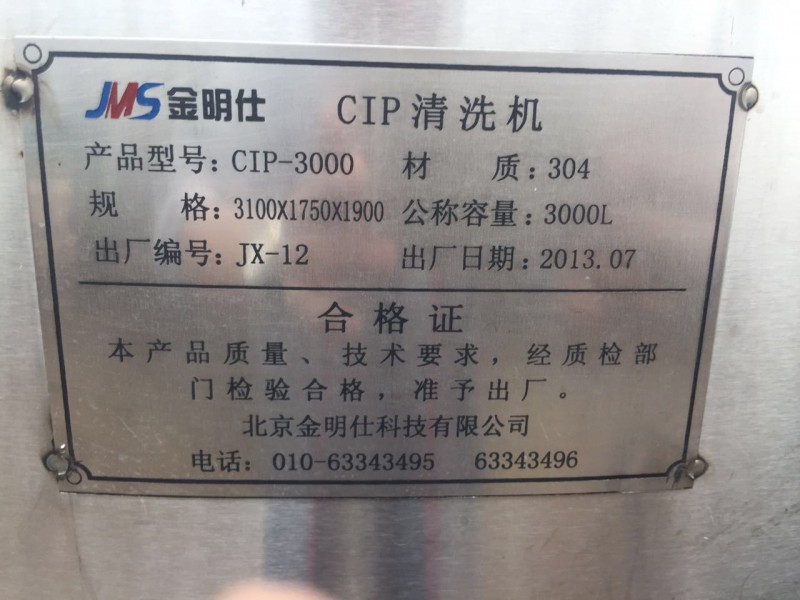 JMS 金明仕 CIP清洗机
产品型号：CIP-3000 材 质：304
规 格：3100X1750X1900 公称容量：3000L
出厂编号：JX-12 出厂日期：2013.07
合格证
本产品质量、技术要求，经质检部
门检验合格，准予出厂。
北京金明仕科技有限公司
电话：010-63343495 63343496